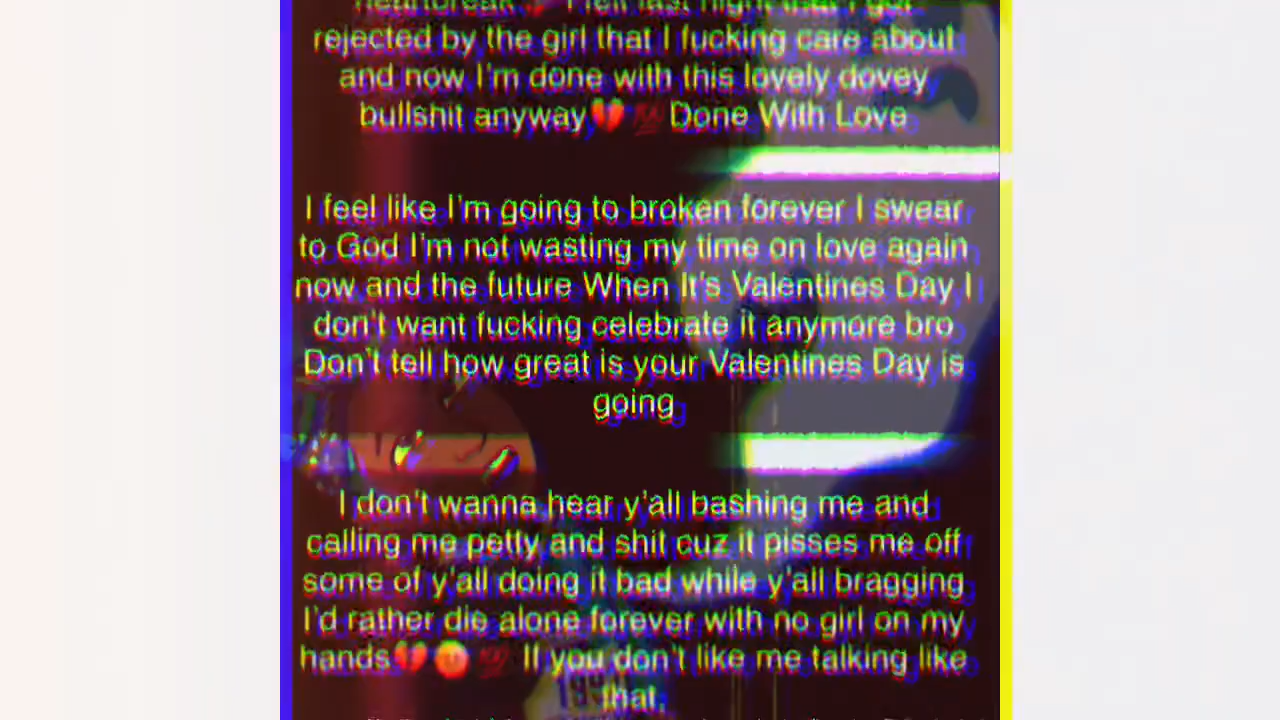 rejected by the girl that I fucking care about
and now I'm done with this lovely dovey
bullshit anyway💔💯 Done With Love
I feel like I'm going to broken forever I swear
to God I'm not wasting my time on love again
now and the future When It's Valentines Day I
don't want fucking celebrate it anymore bro
Don't tell how great is your Valentines Day is
going
I don't wanna hear y'all bashing me and
calling me petty and shit cuz it pisses me off
some of y'all doing it bad while y'all bragging
I'd rather die alone forever with no girl on my
hands💔😡💯 If you don't like me talking like
that,